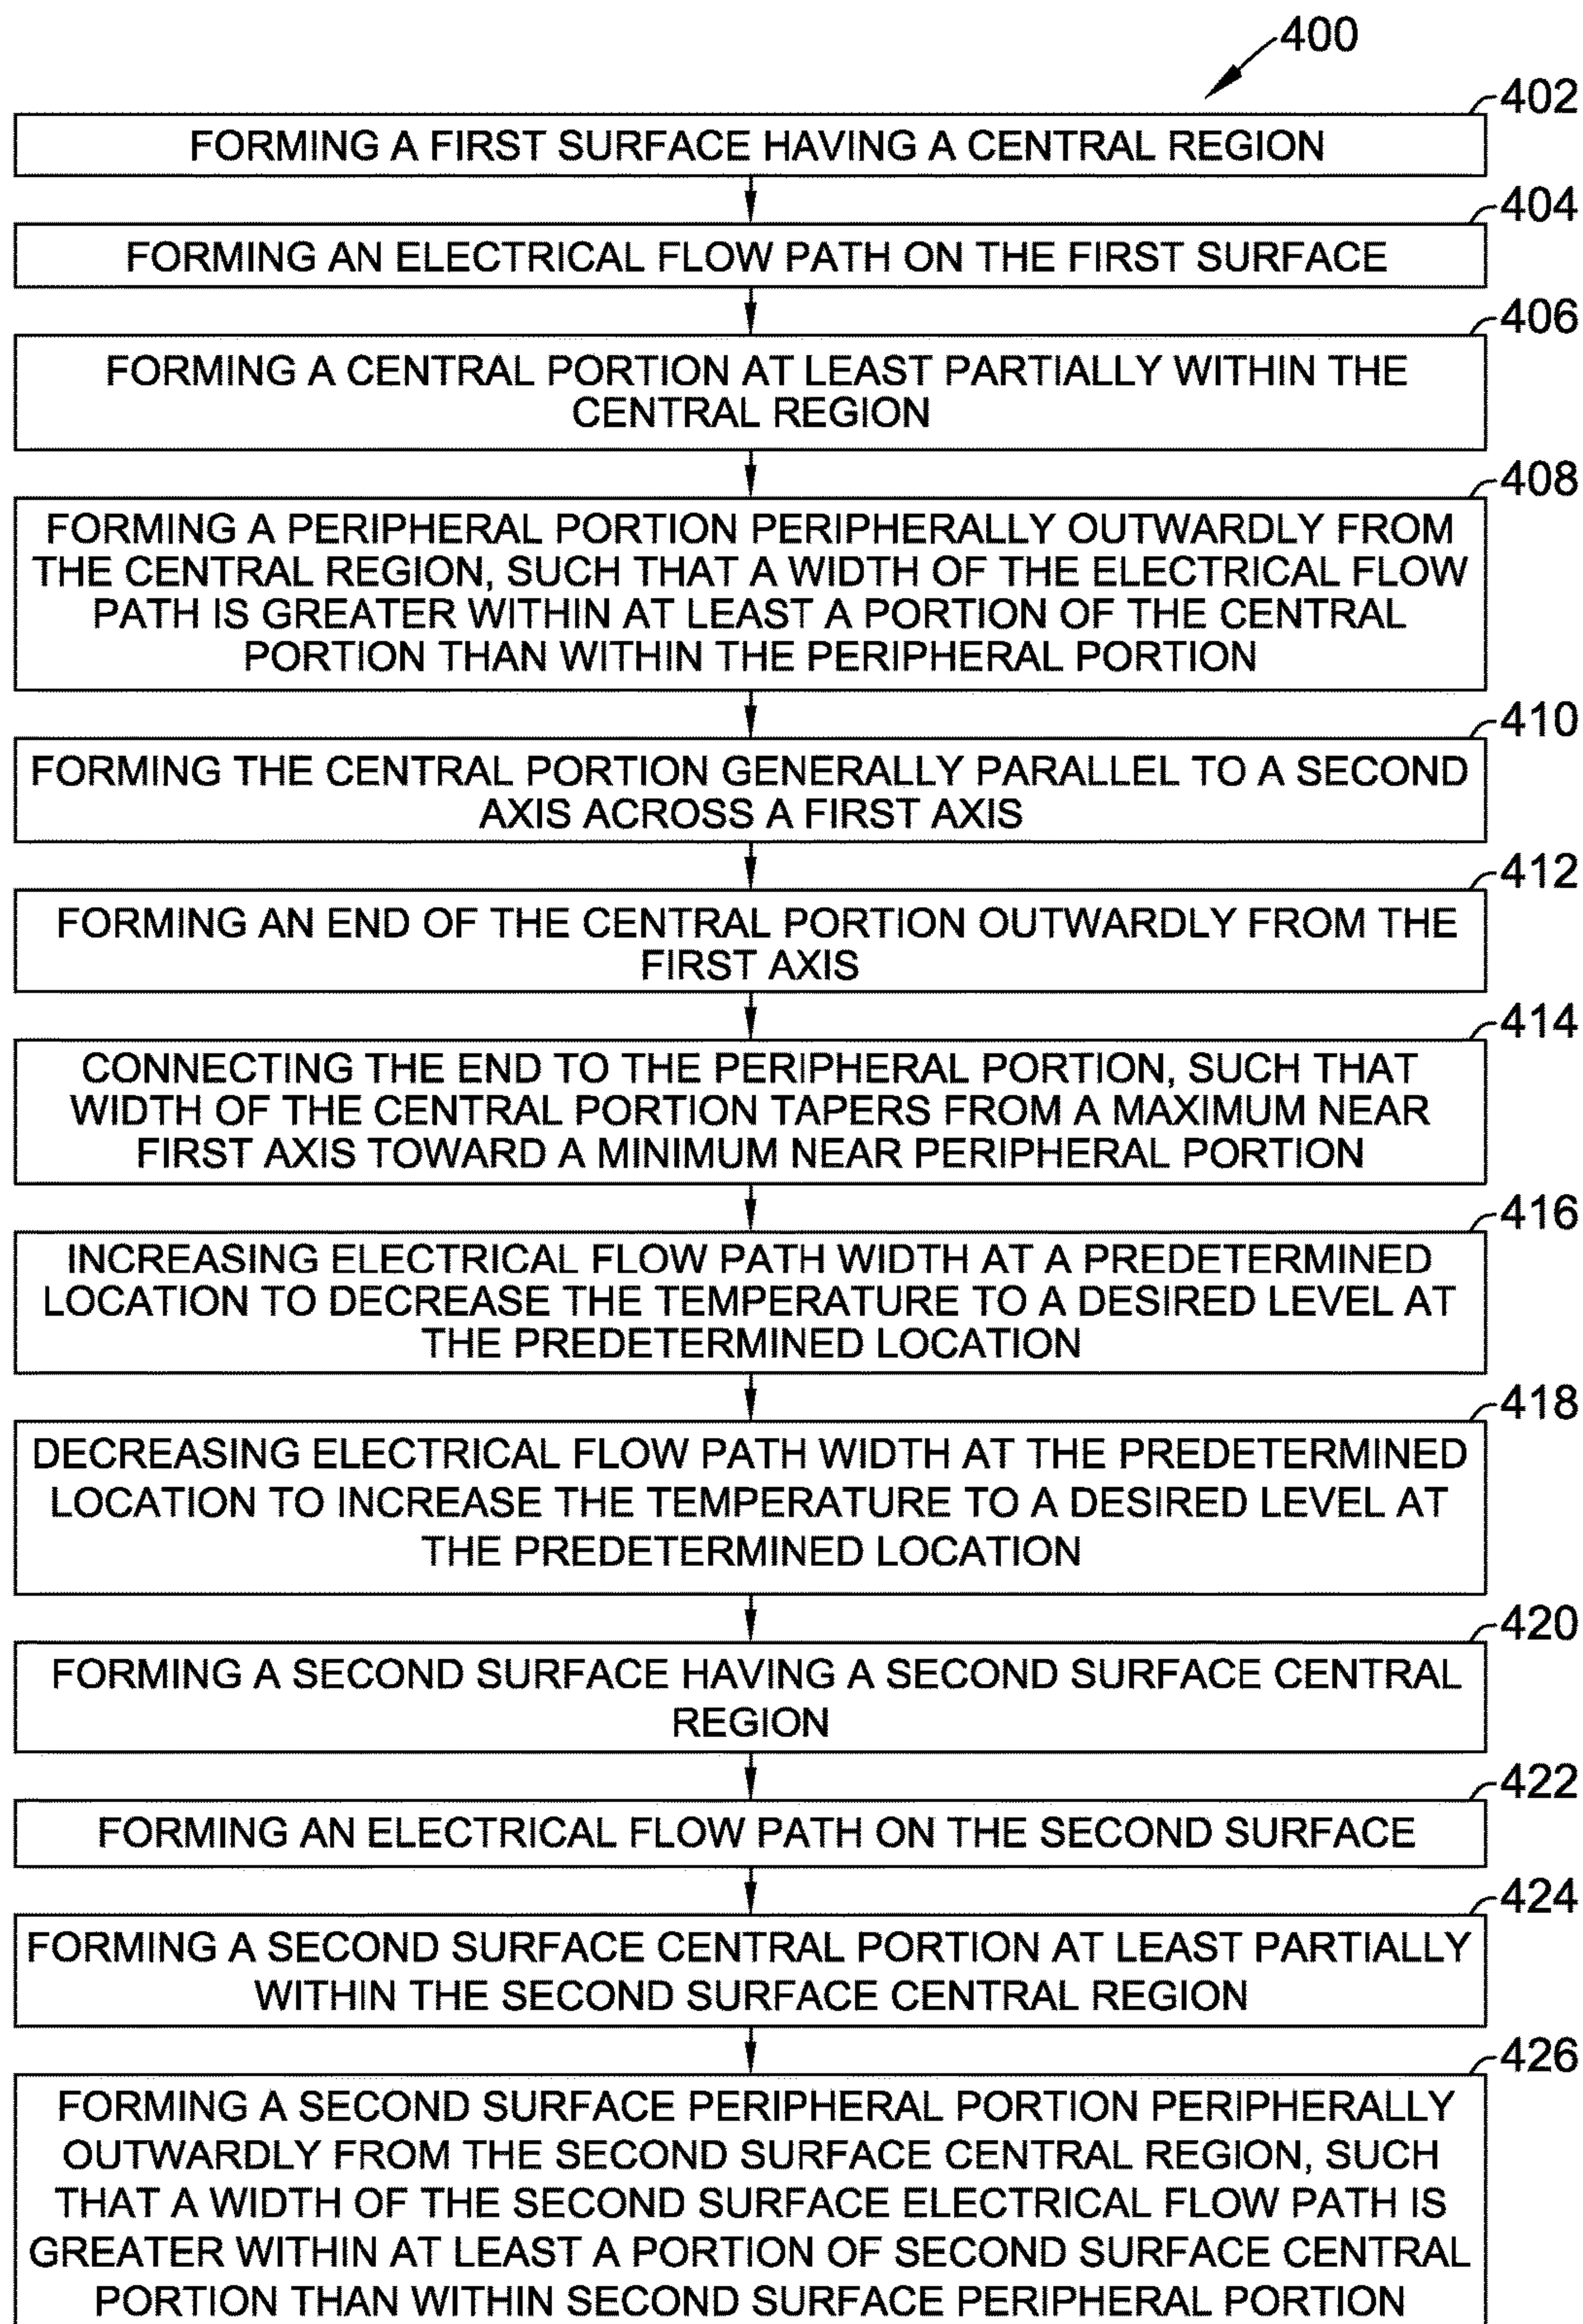 400
402
FORMING A FIRST SURFACE HAVING A CENTRAL REGION
404
FORMING AN ELECTRICAL FLOW PATH ON THE FIRST SURFACE
406
FORMING A CENTRAL PORTION AT LEAST PARTIALLY WITHIN THE
CENTRAL REGION
408
FORMING A PERIPHERAL PORTION PERIPHERALLY OUTWARDLY FROM
THE CENTRAL REGION, SUCH THAT A WIDTH OF THE ELECTRICAL FLOW
PATH IS GREATER WITHIN AT LEAST A PORTION OF THE CENTRAL
PORTION THAN WITHIN THE PERIPHERAL PORTION
410
FORMING THE CENTRAL PORTION GENERALLY PARALLEL TO A SECOND
AXIS ACROSS A FIRST AXIS
412
FORMING AN END OF THE CENTRAL PORTION OUTWARDLY FROM THE
FIRST AXIS
414
CONNECTING THE END TO THE PERIPHERAL PORTION, SUCH THAT
WIDTH OF THE CENTRAL PORTION TAPERS FROM A MAXIMUM NEAR
FIRST AXIS TOWARD A MINIMUM NEAR PERIPHERAL PORTION
416
INCREASING ELECTRICAL FLOW PATH WIDTH AT A PREDETERMINED
LOCATION TO DECREASE THE TEMPERATURE TO A DESIRED LEVEL AT
THE PREDETERMINED LOCATION
418
DECREASING ELECTRICAL FLOW PATH WIDTH AT THE PREDETERMINED
LOCATION TO INCREASE THE TEMPERATURE TO A DESIRED LEVEL AT
THE PREDETERMINED LOCATION
420
FORMING A SECOND SURFACE HAVING A SECOND SURFACE CENTRAL
REGION
422
FORMING AN ELECTRICAL FLOW PATH ON THE SECOND SURFACE
424
FORMING A SECOND SURFACE CENTRAL PORTION AT LEAST PARTIALLY
WITHIN THE SECOND SURFACE CENTRAL REGION
426
FORMING A SECOND SURFACE PERIPHERAL PORTION PERIPHERALLY
OUTWARDLY FROM THE SECOND SURFACE CENTRAL REGION, SUCH
THAT A WIDTH OF THE SECOND SURFACE ELECTRICAL FLOW PATH IS
GREATER WITHIN AT LEAST A PORTION OF SECOND SURFACE CENTRAL
PORTION THAN WITHIN SECOND SURFACE PERIPHERAL PORTION